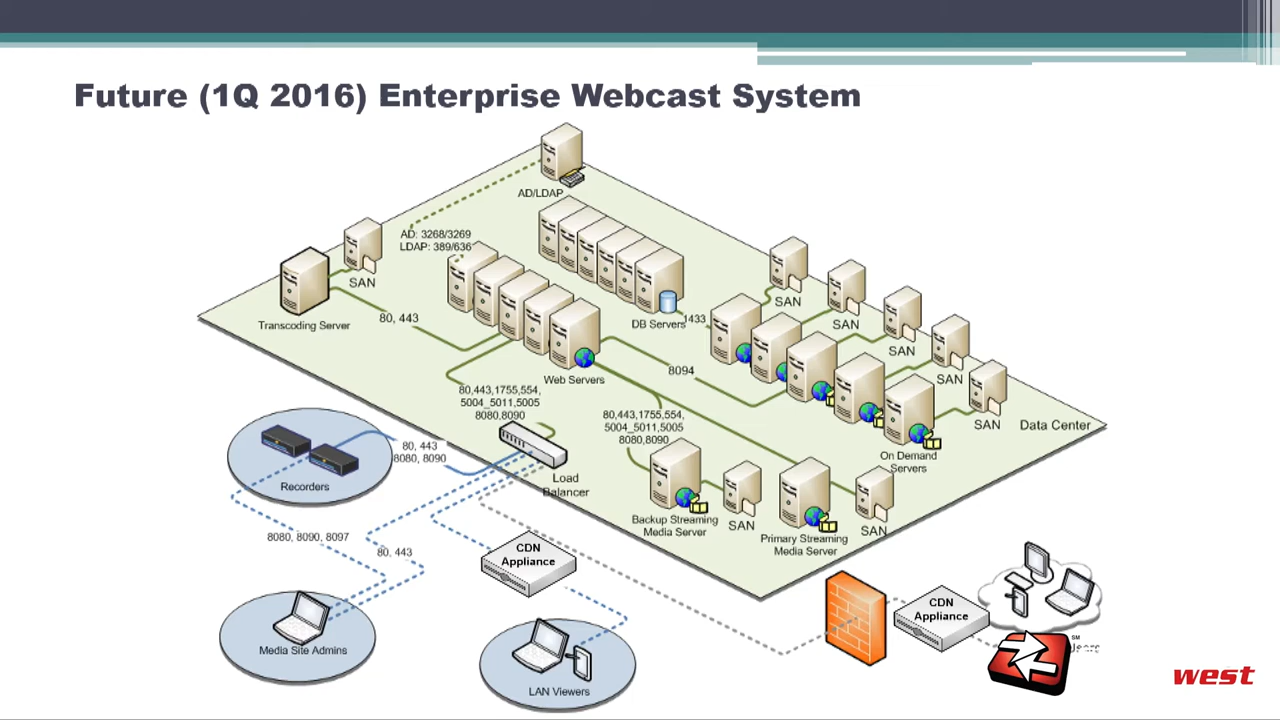 Future (1Q 2016) Enterprise Webcast System
AD/LDAP
AD: 3268/3269
LDAP: 389/636
SAN
Transcoding Server
80, 443
DB Servers
1433
SAN
SAN
SAN
SAN
SAN
Web Servers
8094
80,443,1755,554,
5004_5011,5005
8080,8090
80,443,1755,554,
5004_5011,5005
8080,8090
Data Center
On Demand
Servers
80, 443
8080, 8090
Recorders
Load
Balancer
Backup Streaming
Media Server
SAN
Primary Streaming
Media Server
SAN
8080, 8090, 8097
80, 443
CDN
Appliance
CDN
Appliance
Media Site Admins
LAN Viewers
SM
west